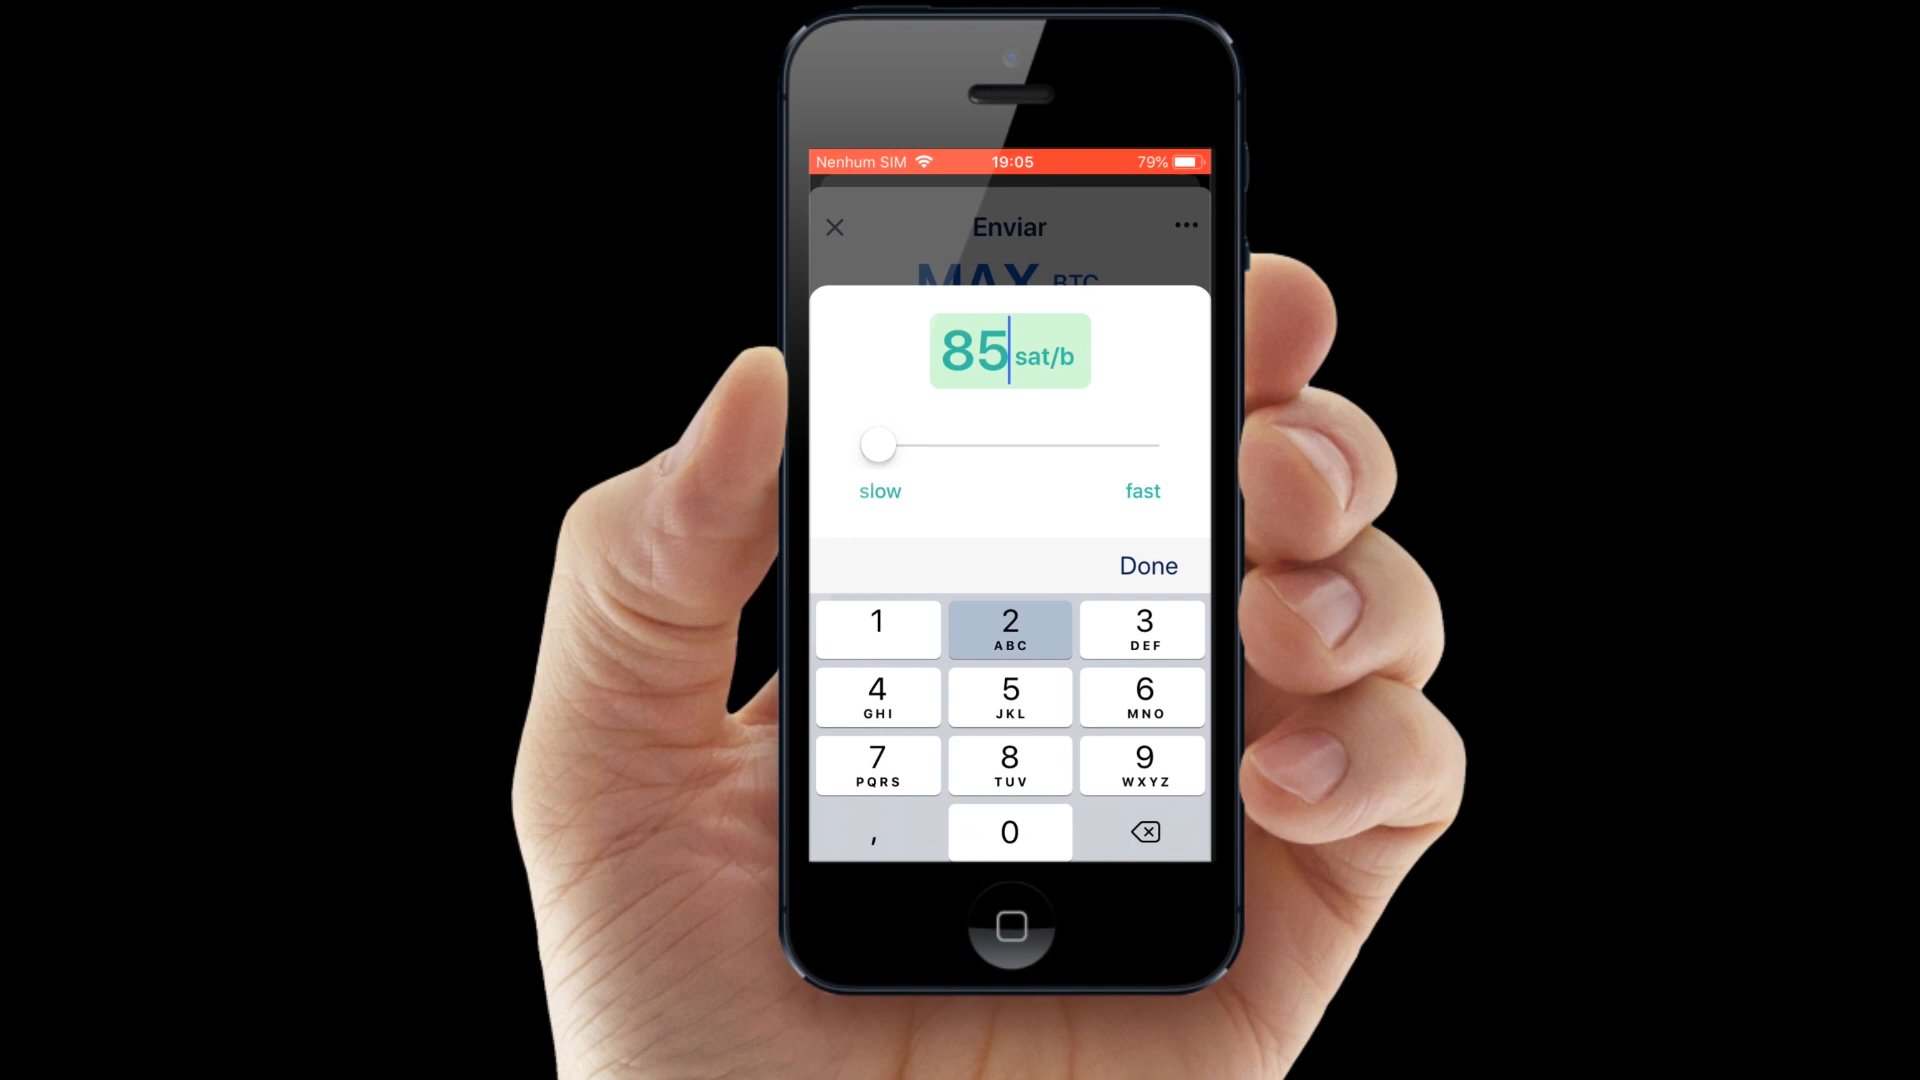 Nenhum SIM 19:05 79%
Enviar
MAX BTC
85 sat/b
slow fast
Done
1 2 3
ABC DEF
4 5 6
GHI JKL MNO
7 8 9
PQRS TUV WXYZ
, 0